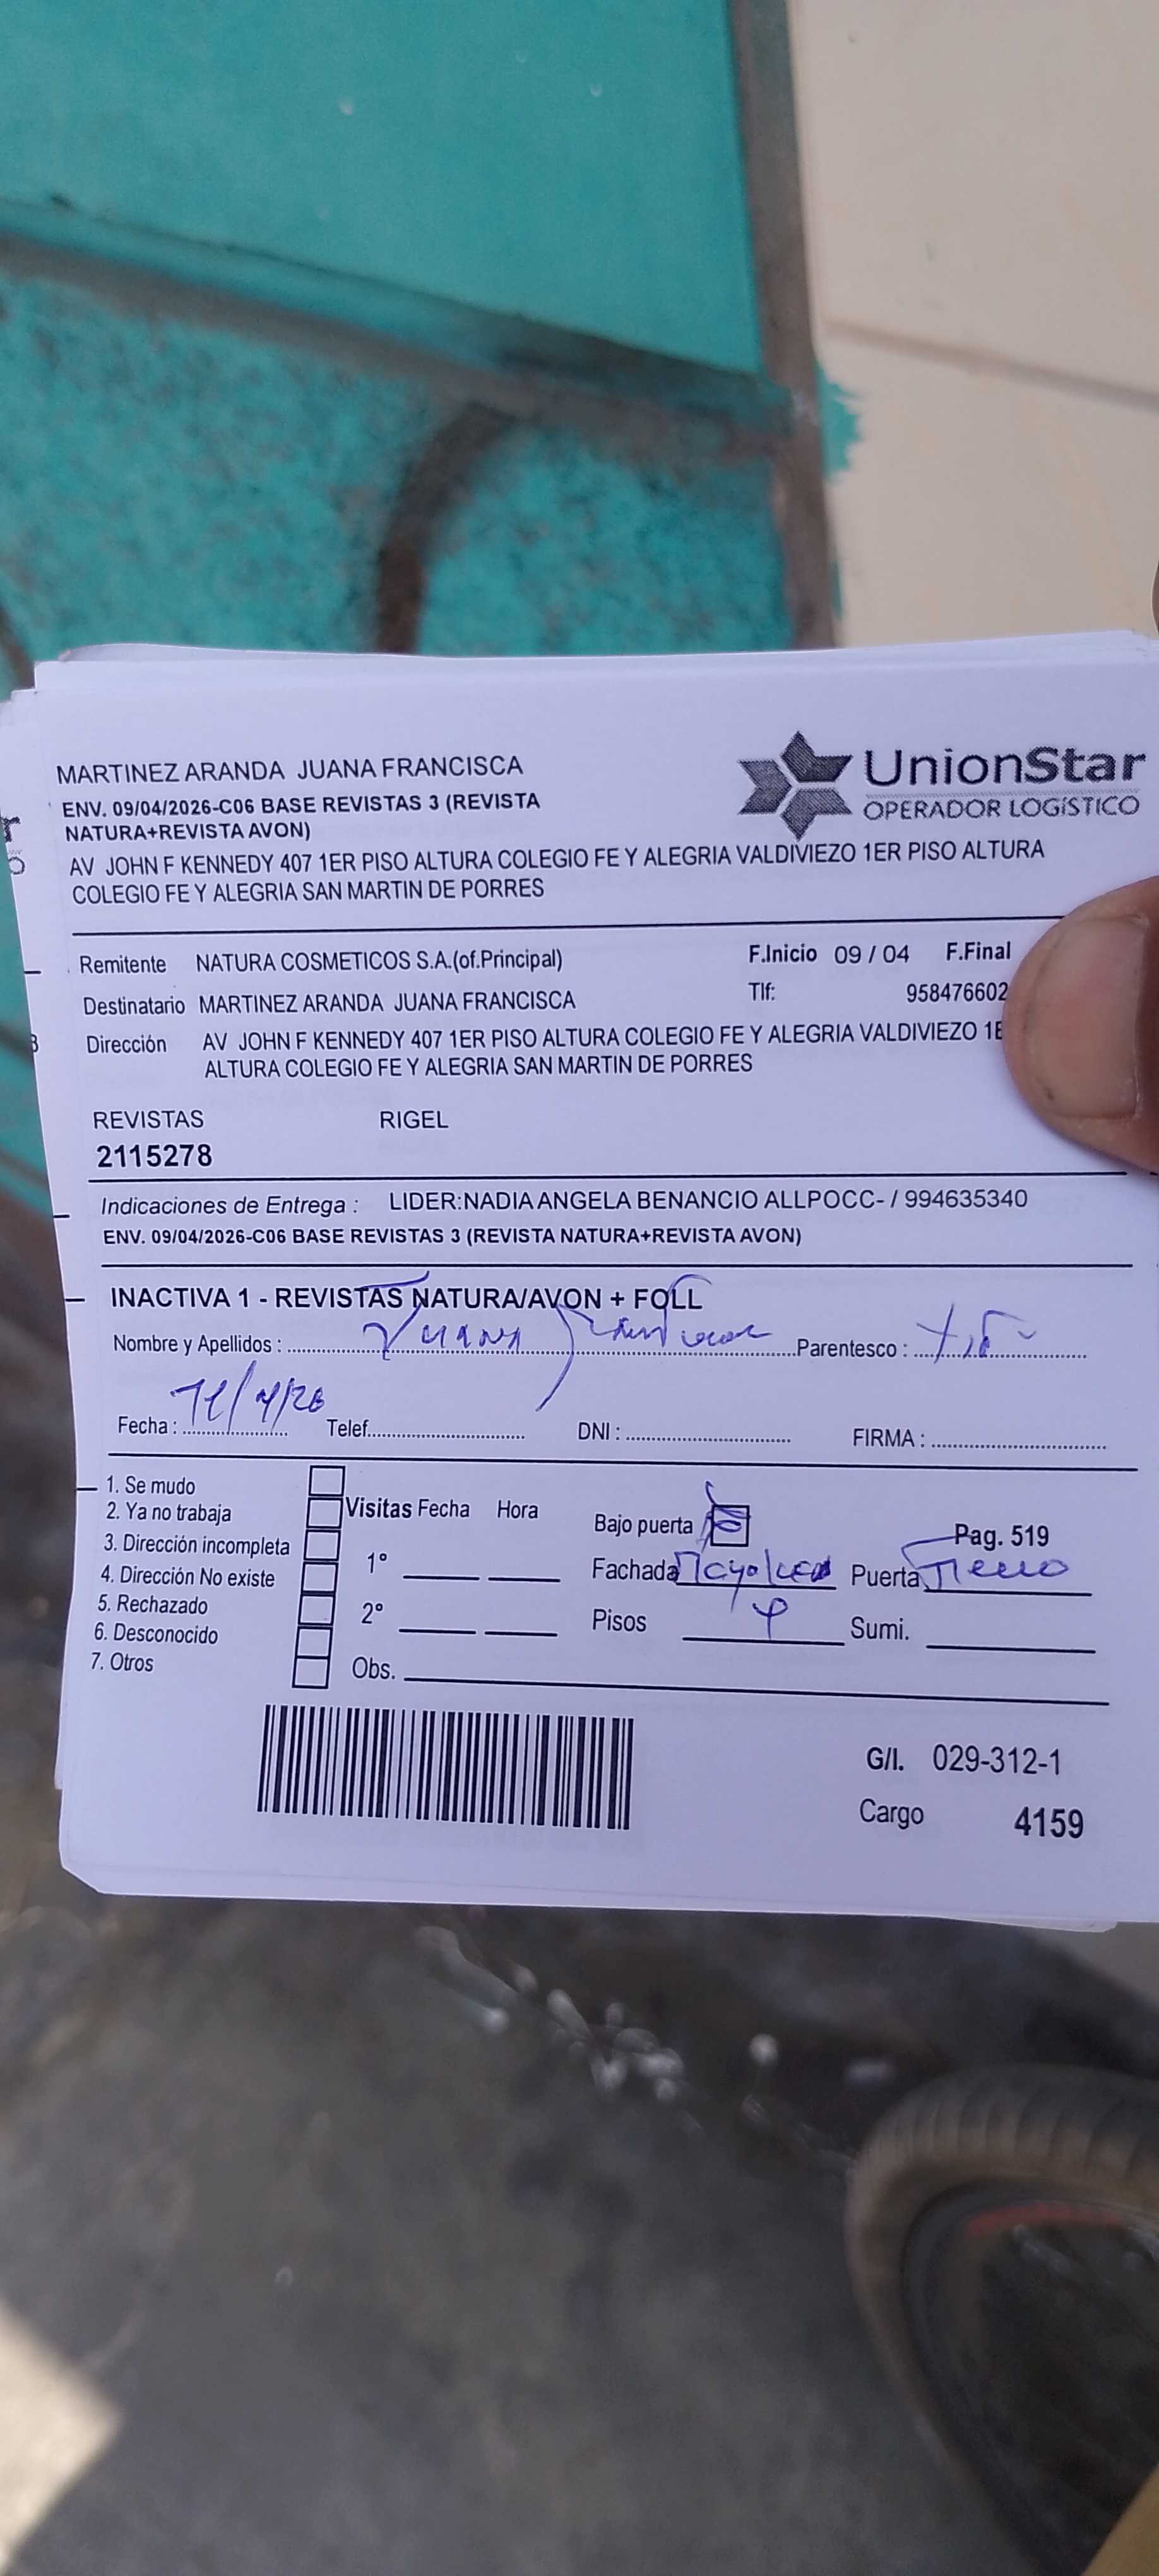 MARTINEZ ARANDA JUANA FRANCISCA
ENV. 09/04/2026-C06 BASE REVISTAS 3 (REVISTA
NATURA+REVISTA AVON)
AV JOHN F KENNEDY 407 1ER PISO ALTURA COLEGIO FE Y ALEGRIA VALDIVIEZO 1ER PISO ALTURA
COLEGIO FE Y ALEGRIA SAN MARTIN DE PORRES
UnionStar
OPERADOR LOGÍSTICO
Remitente NATURA COSMETICOS S.A.(of.Principal) F.Inicio 09 / 04 F.Final
Destinatario MARTINEZ ARANDA JUANA FRANCISCA Tlf: 958476602
Dirección AV JOHN F KENNEDY 407 1ER PISO ALTURA COLEGIO FE Y ALEGRIA VALDIVIEZO
ALTURA COLEGIO FE Y ALEGRIA SAN MARTIN DE PORRES
REVISTAS RIGEL
2115278
Indicaciones de Entrega : LIDER:NADIA ANGELA BENANCIO ALLPOCC- / 994635340
ENV. 09/04/2026-C06 BASE REVISTAS 3 (REVISTA NATURA+REVISTA AVON)
INACTIVA 1 - REVISTAS NATURA/AVON + FOLL
Nombre y Apellidos : Juana Parentesco :
Fecha : 11/4/26 Telef. DNI : FIRMA :
1. Se mudo
2. Ya no trabaja
3. Dirección incompleta
4. Dirección No existe
5. Rechazado
6. Desconocido
7. Otros
Visitas Fecha Hora
1°
2°
Obs.
Bajo puerta Pag. 519
Fachada Puerta
Pisos Sumi.
G/I. 029-312-1
Cargo 4159